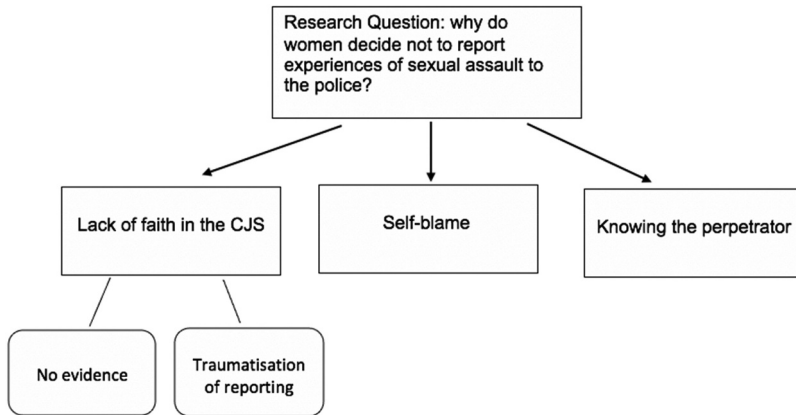 Research Question: why do
women decide not to report
experiences of sexual assault to
the police?
Lack of faith in the CJS
Self-blame
Knowing the perpetrator
No evidence
Traumatisation
of reporting